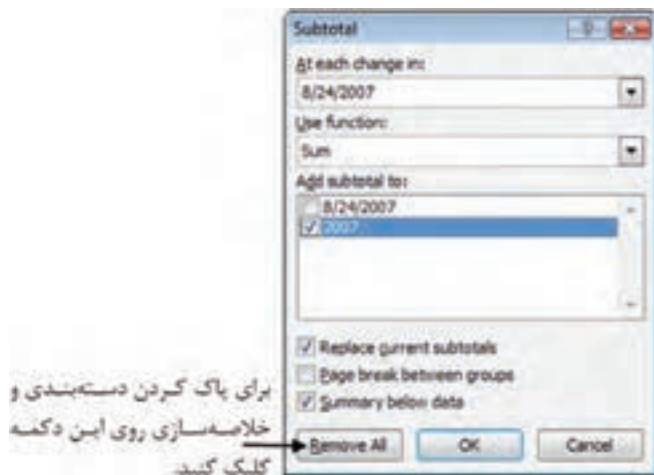 Subtotal
At each change in:
8/24/2007
Use function:
Sum
Add subtotal to:
8/24/2007
2007
Replace current subtotals
Page break between groups
Summary below data
Remove All
OK
Cancel
برای پاک کردن دسته‌بندی و
خلاصه‌سازی روی این دکمه
کلیک کنید.